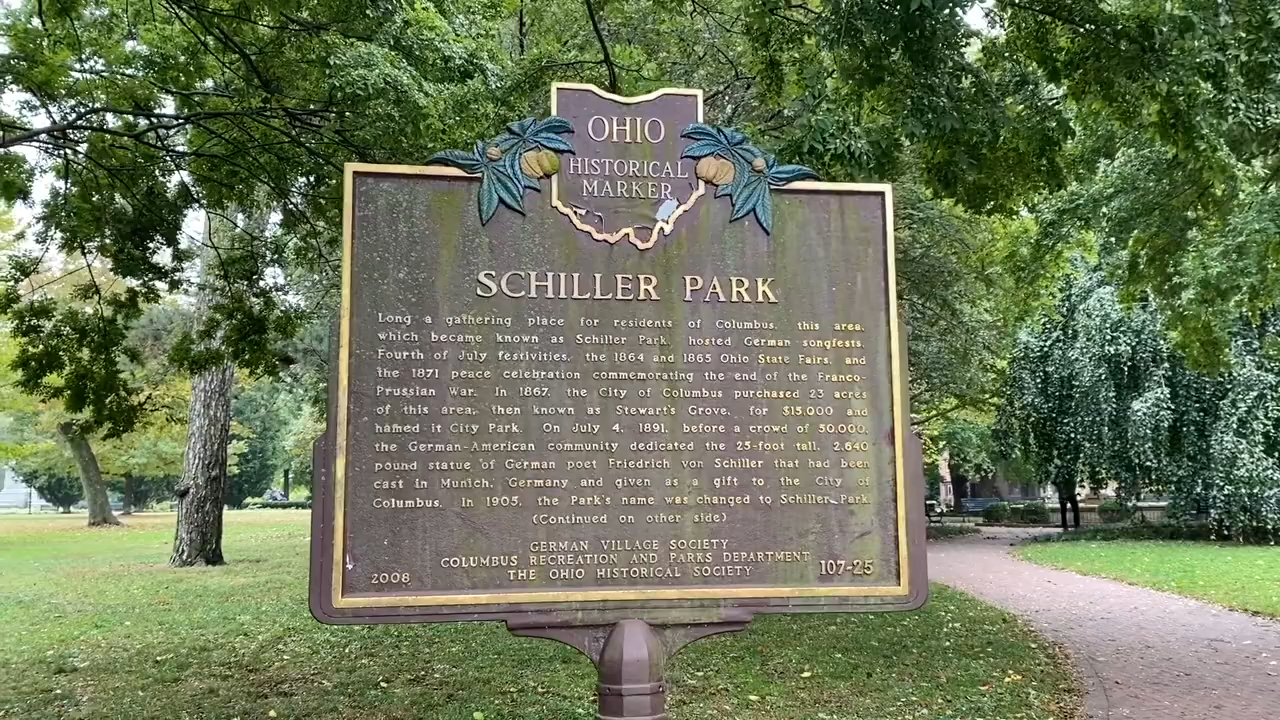 OHIO
HISTORICAL
MARKER
SCHILLER PARK
Long a gathering place for residents of Columbus, this area,
which became known as Schiller Park, hosted German songfests,
Fourth of July festivities, the 1864 and 1865 Ohio State Fairs, and
the 1871 peace celebration commemorating the end of the Franco-
Prussian War. In 1867, the City of Columbus purchased 23 acres
of this area, then known as Stewart's Grove, for $15,000 and
named it City Park. On July 4, 1891, before a crowd of 50,000,
the German-American community dedicated the 25-foot tall, 2,640
pound statue of German poet Friedrich von Schiller that had been
cast in Munich, Germany and given as a gift to the City of
Columbus. In 1905, the Park's name was changed to Schiller Park.
(Continued on other side)
GERMAN VILLAGE SOCIETY
COLUMBUS RECREATION AND PARKS DEPARTMENT
THE OHIO HISTORICAL SOCIETY
2008
107-25